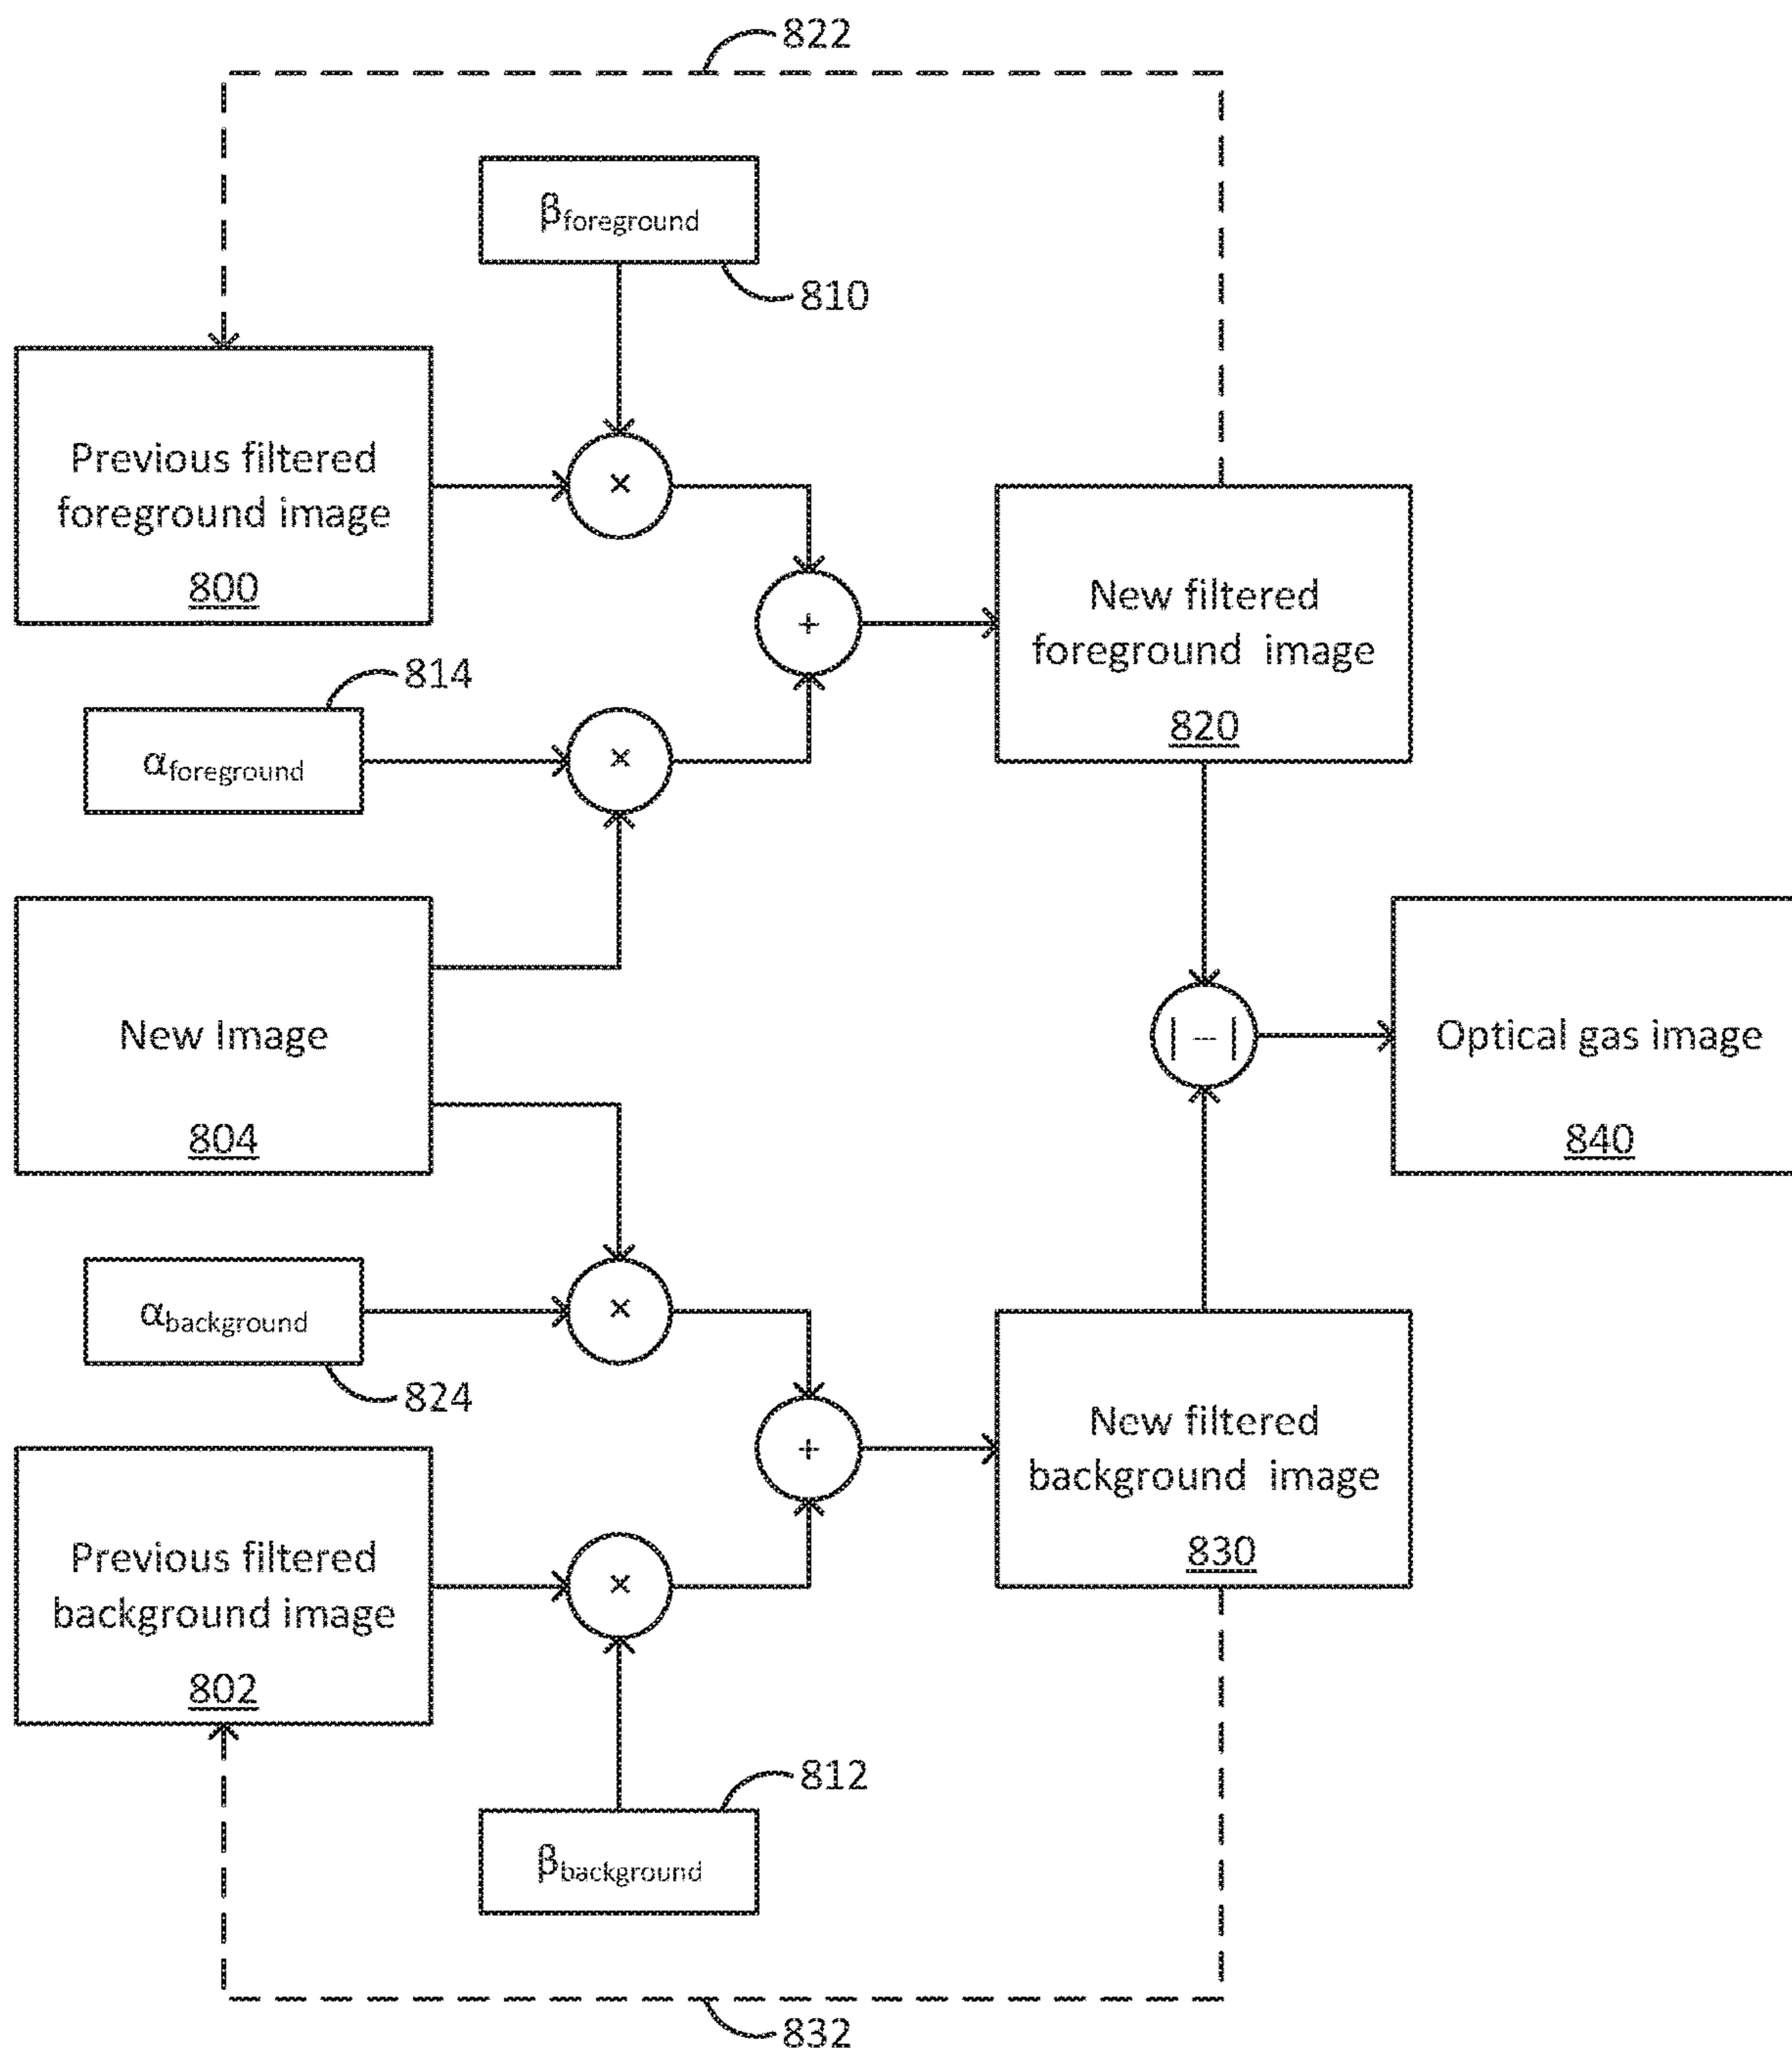 822
βforeground
810
Previous filtered
foreground image
800
×
814
αforeground
×
+
New filtered
foreground image
820
New Image
804
| - |
Optical gas image
840
αbackground
824
×
+
New filtered
background image
830
Previous filtered
background image
802
×
812
βbackground
832